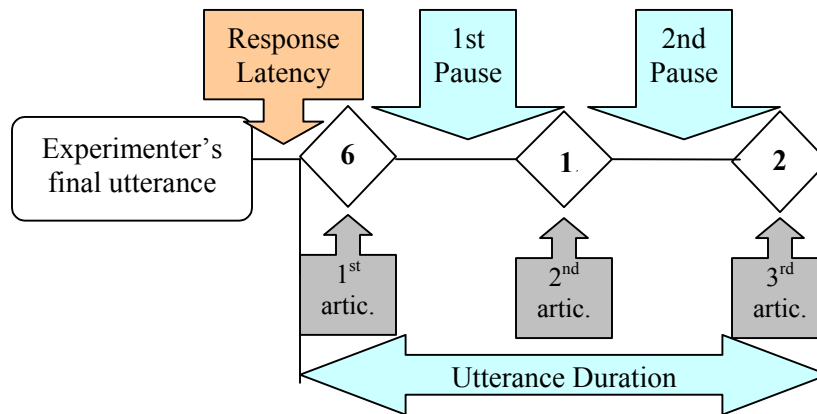 Response
Latency
1st
Pause
2nd
Pause
Experimenter’s
final utterance
6
1.
2
1st
artic.
2nd
artic.
3rd
artic.
Utterance Duration